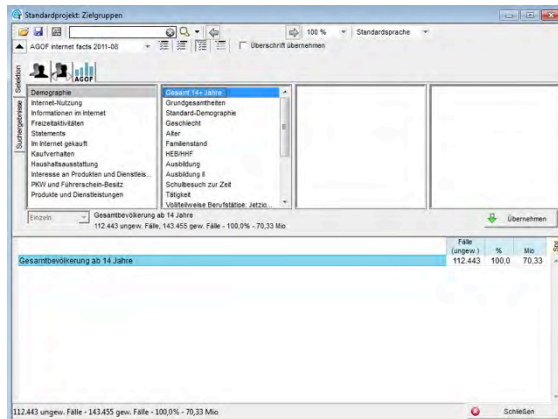 Standardprojekt: Zielgruppen
100 %
Standardsprache
AGOF internet facts 2011-08
Überschrift übernehmen
Selektion
Suchergebnisse
AGOF
Demographie
Internet-Nutzung
Informationen im Internet
Freizeitaktivitäten
Statements
Im Internet gekauft
Kaufverhalten
Haushaltsausstattung
Interesse an Produkten und Dienstleis...
PKW und Führerschein-Besitz
Produkte und Dienstleistungen
Gesamt 14+ Jahre
Grundgesamtheiten
Standard-Demographie
Geschlecht
Alter
Familienstand
HEB/HHF
Ausbildung
Ausbildung II
Schulbesuch zur Zeit
Tätigkeit
Voll/teilweise Berufstätige: Jetzig...
Einzeln
Gesamtbevölkerung ab 14 Jahre
112.443 ungew. Fälle, 143.455 gew. Fälle - 100,0% - 70,33 Mio
Übernehmen
Fälle (ungew.) % Mio
Gesamtbevölkerung ab 14 Jahre 112.443 100,0 70,33
112.443 ungew. Fälle - 143.455 gew. Fälle - 100,0% - 70,33 Mio
Schließen